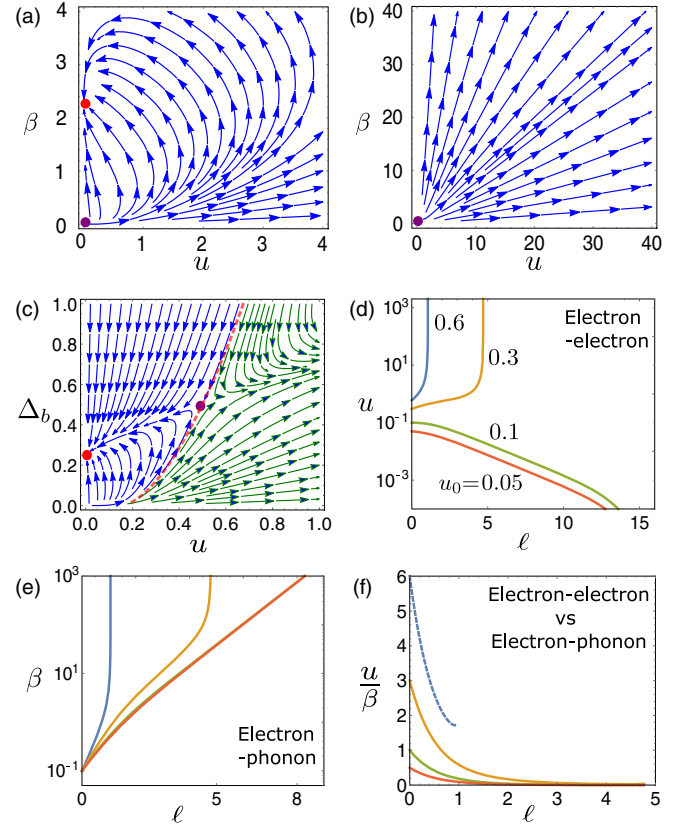 (a)
4
3
β
2
1
0
0
1
2
3
4
u
(b)
40
30
β
20
10
0
0
10
20
30
40
u
(c)
1.0
0.8
0.6
Δ_b
0.4
0.2
0.0
0.0
0.2
0.4
0.6
0.8
1.0
u
(d)
10³
Electron
-electron
0.6
0.3
10¹
u
10⁻¹
0.1
10⁻³
u₀=0.05
0
5
10
15
ℓ
(e)
10³
β
10¹
10⁻¹
Electron
-phonon
0
5
8
ℓ
(f)
6
5
4
3
2
1
0
Electron-electron
vs
Electron-phonon
u
β
0
1
2
3
4
5
ℓ